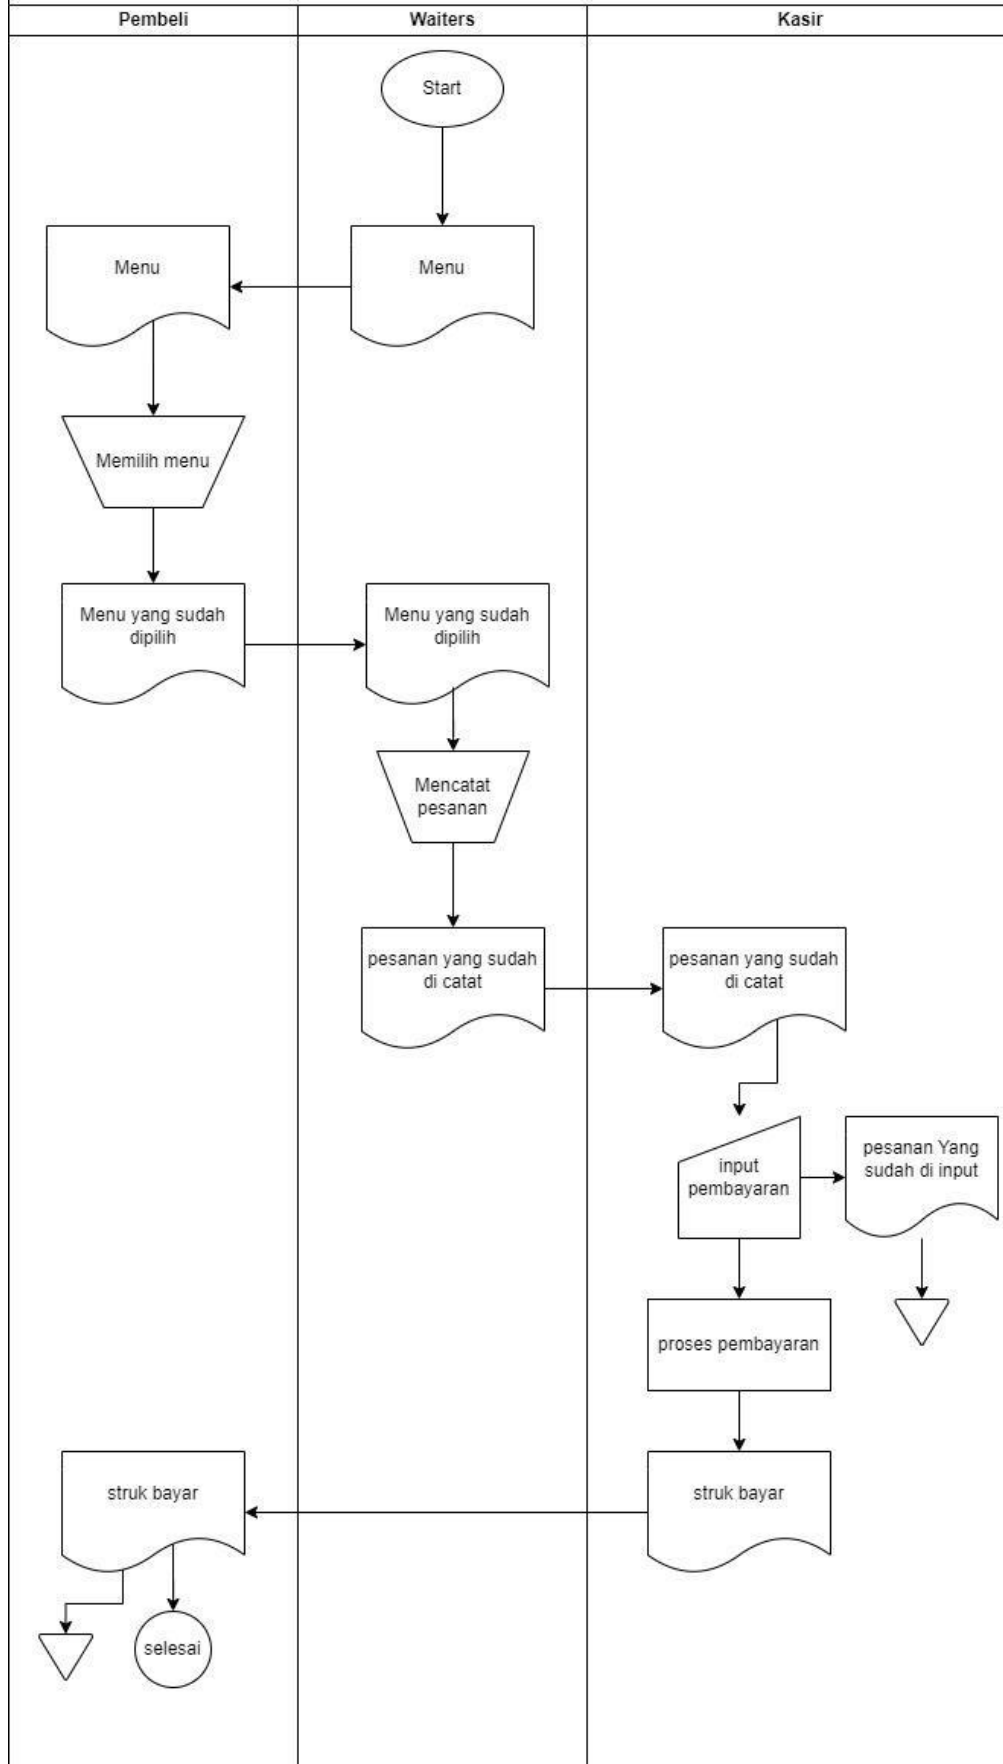 Pembeli
Waiters
Kasir
Start
Menu
Menu
Memilih menu
Menu yang sudah
dipilih
Menu yang sudah
dipilih
Mencatat
pesanan
pesanan yang sudah
di catat
pesanan yang sudah
di catat
input
pembayaran
pesanan Yang
sudah di input
proses pembayaran
struk bayar
struk bayar
selesai